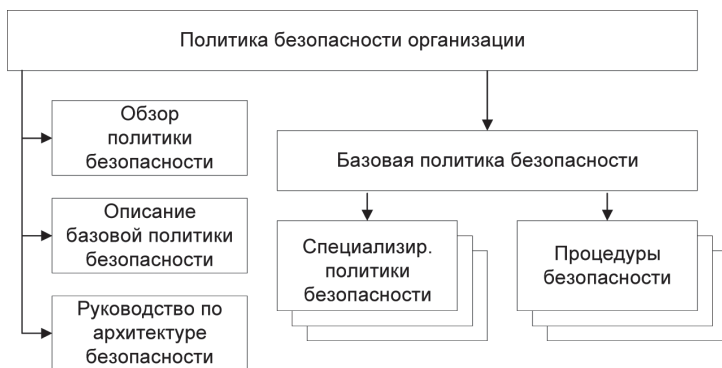 Политика безопасности организации
Обзор
политики
безопасности
Описание
базовой политики
безопасности
Руководство по
архитектуре
безопасности
Базовая политика безопасности
Специализир.
политики
безопасности
Процедуры
безопасности